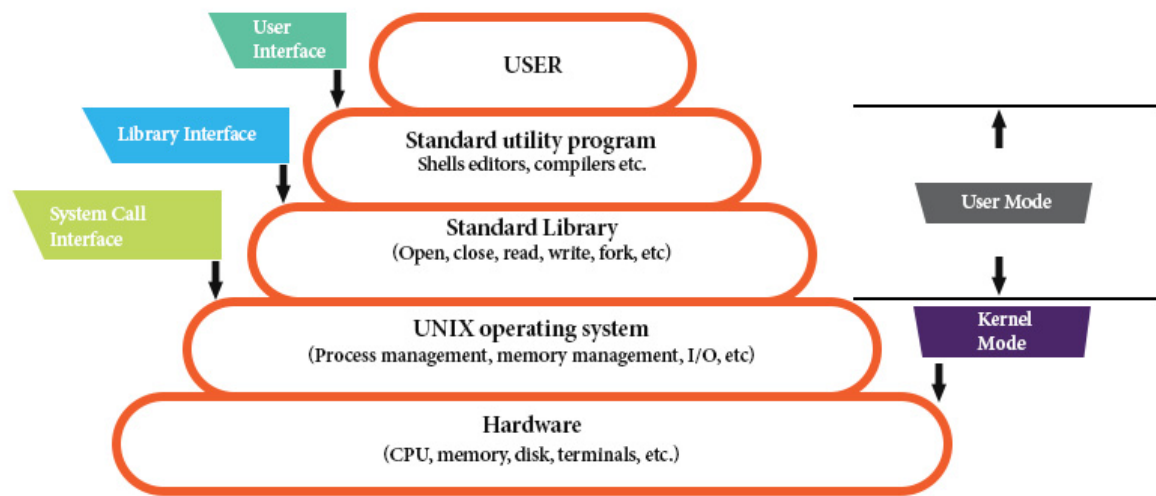 User
Interface
USER
Library Interface
Standard utility program
Shells editors, compilers etc.
System Call
Interface
User Mode
Standard Library
(Open, close, read, write, fork, etc)
UNIX operating system
(Process management, memory management, I/O, etc)
Kernel
Mode
Hardware
(CPU, memory, disk, terminals, etc.)